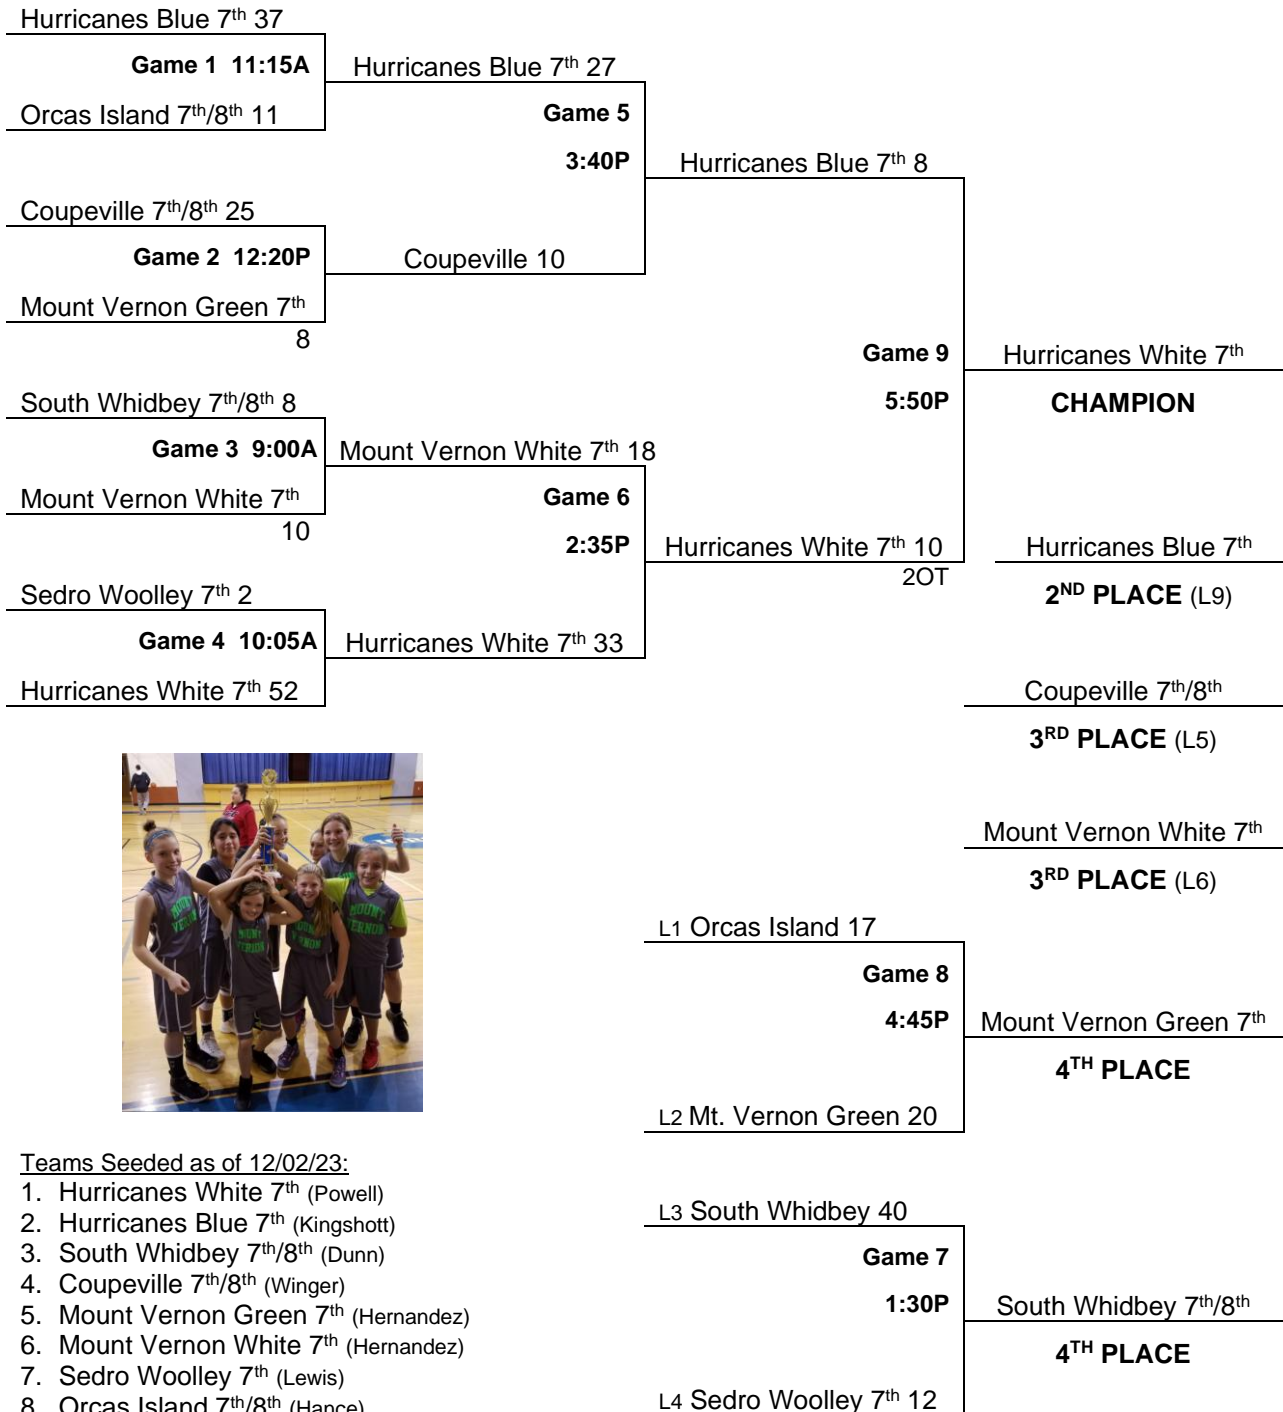 Hurricanes Blue 7th 37
Game 1 11:15A
Orcas Island 7th/8th 11
Hurricanes Blue 7th 27
Game 5
3:40P
Coupeville 7th/8th 25
Game 2 12:20P
Mount Vernon Green 7th
8
Coupeville 10
Hurricanes Blue 7th 8
South Whidbey 7th/8th 8
Game 3 9:00A
Mount Vernon White 7th
10
Mount Vernon White 7th 18
Game 6
2:35P
Sedro Woolley 7th 2
Game 4 10:05A
Hurricanes White 7th 52
Hurricanes White 7th 33
Game 9
5:50P
Hurricanes White 7th 10
2OT
Hurricanes White 7th
CHAMPION
Hurricanes Blue 7th
2ND PLACE (L9)
Coupeville 7th/8th
3RD PLACE (L5)
Mount Vernon White 7th
3RD PLACE (L6)
MOUNT VERNON
MOUNT VERNON
VERNON
MOUNT VERNON
L1 Orcas Island 17
Game 8
4:45P
L2 Mt. Vernon Green 20
Mount Vernon Green 7th
4TH PLACE
L3 South Whidbey 40
Game 7
1:30P
L4 Sedro Woolley 7th 12
South Whidbey 7th/8th
4TH PLACE
Teams Seeded as of 12/02/23:
1. Hurricanes White 7th (Powell)
2. Hurricanes Blue 7th (Kingshott)
3. South Whidbey 7th/8th (Dunn)
4. Coupeville 7th/8th (Winger)
5. Mount Vernon Green 7th (Hernandez)
6. Mount Vernon White 7th (Hernandez)
7. Sedro Woolley 7th (Lewis)
8. Orcas Island 7th/8th (Hance)